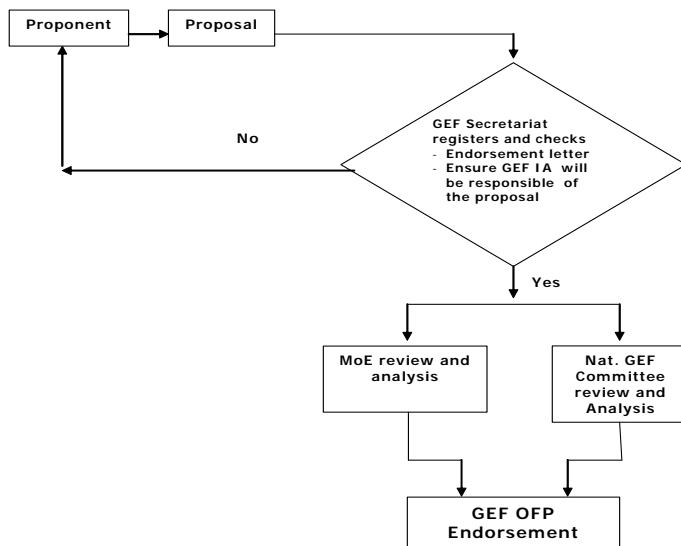 Proponent
Proposal
No
GEF Secretariat
registers and checks
- Endorsement letter
- Ensure GEF IA will
be responsible of
the proposal
Yes
MoE review and
analysis
Nat. GEF
Committee
review and
Analysis
GEF OFP
Endorsement